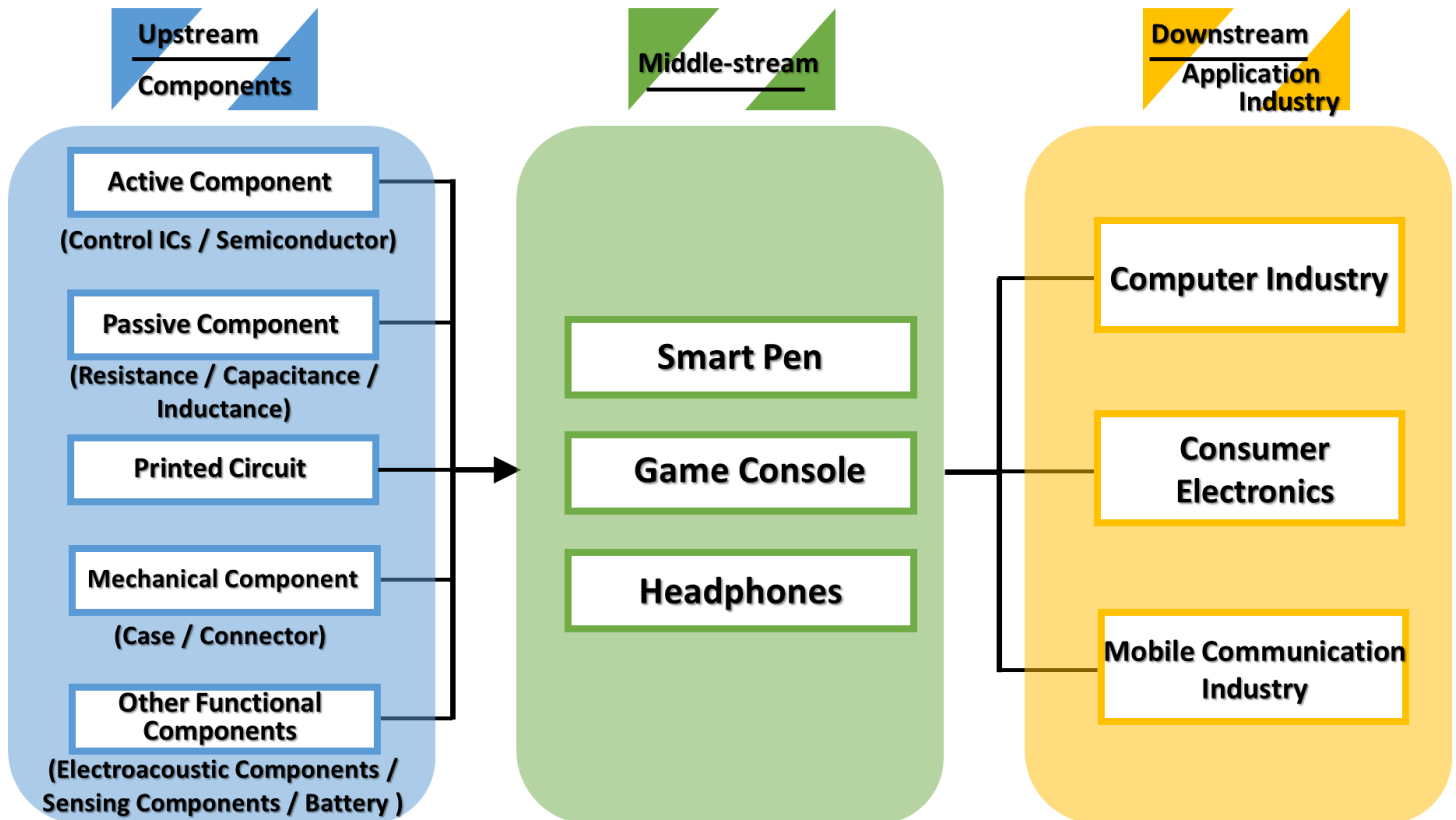 Upstream
Components
Active Component
(Control ICs / Semiconductor)
Passive Component
(Resistance / Capacitance /
Inductance)
Printed Circuit
Mechanical Component
(Case / Connector)
Other Functional
Components
(Electroacoustic Components /
Sensing Components / Battery )
Middle-stream
Smart Pen
Game Console
Headphones
Downstream
Application
Industry
Computer Industry
Consumer
Electronics
Mobile Communication
Industry